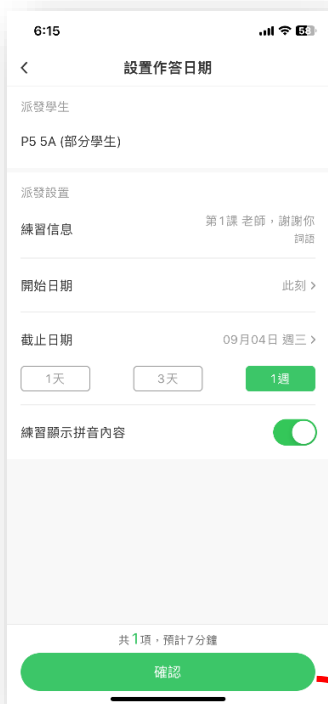 6:15
58
設置作答日期
派發學生
P5 5A (部分學生)
派發設置
練習信息
第1課 老師，謝謝你
詞語
開始日期
此刻
截止日期
09月04日 週三
1天
3天
1週
練習顯示拼音內容
共1項，預計7分鐘
確認